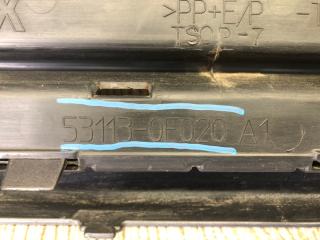 X >PP+E/P -T
TSOP-7
53113-0E020 A1